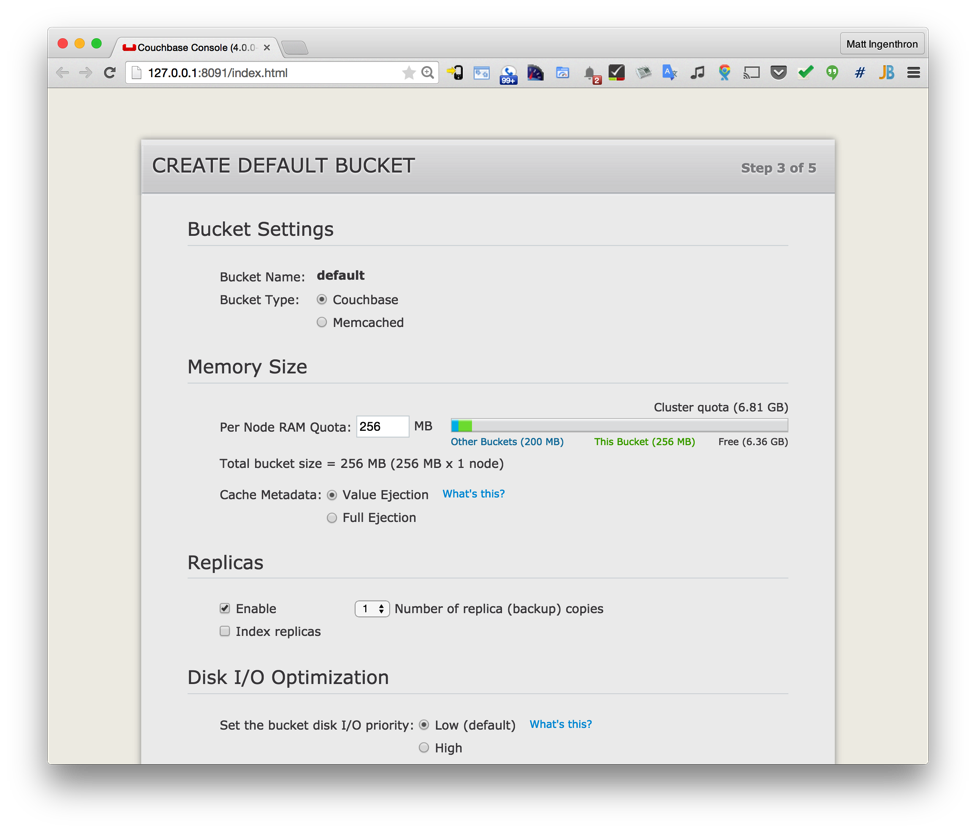 Couchbase Console (4.0.0
Matt Ingenthron
127.0.0.1:8091/index.html
99+
2
#
JB
CREATE DEFAULT BUCKET
Step 3 of 5
Bucket Settings
Bucket Name: default
Bucket Type: Couchbase
Memcached
Memory Size
Cluster quota (6.81 GB)
Per Node RAM Quota: 256 MB
Other Buckets (200 MB) This Bucket (256 MB) Free (6.36 GB)
Total bucket size = 256 MB (256 MB x 1 node)
Cache Metadata: Value Ejection What's this?
Full Ejection
Replicas
Enable 1 Number of replica (backup) copies
Index replicas
Disk I/O Optimization
Set the bucket disk I/O priority: Low (default) What's this?
High